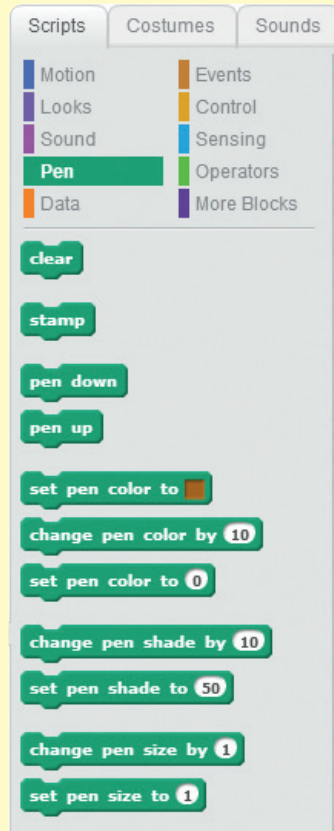 Scripts Costumes Sounds
Motion Events
Looks Control
Sound Sensing
Pen Operators
Data More Blocks
clear
stamp
pen down
pen up
set pen color to
change pen color by 10
set pen color to 0
change pen shade by 10
set pen shade to 50
change pen size by 1
set pen size to 1